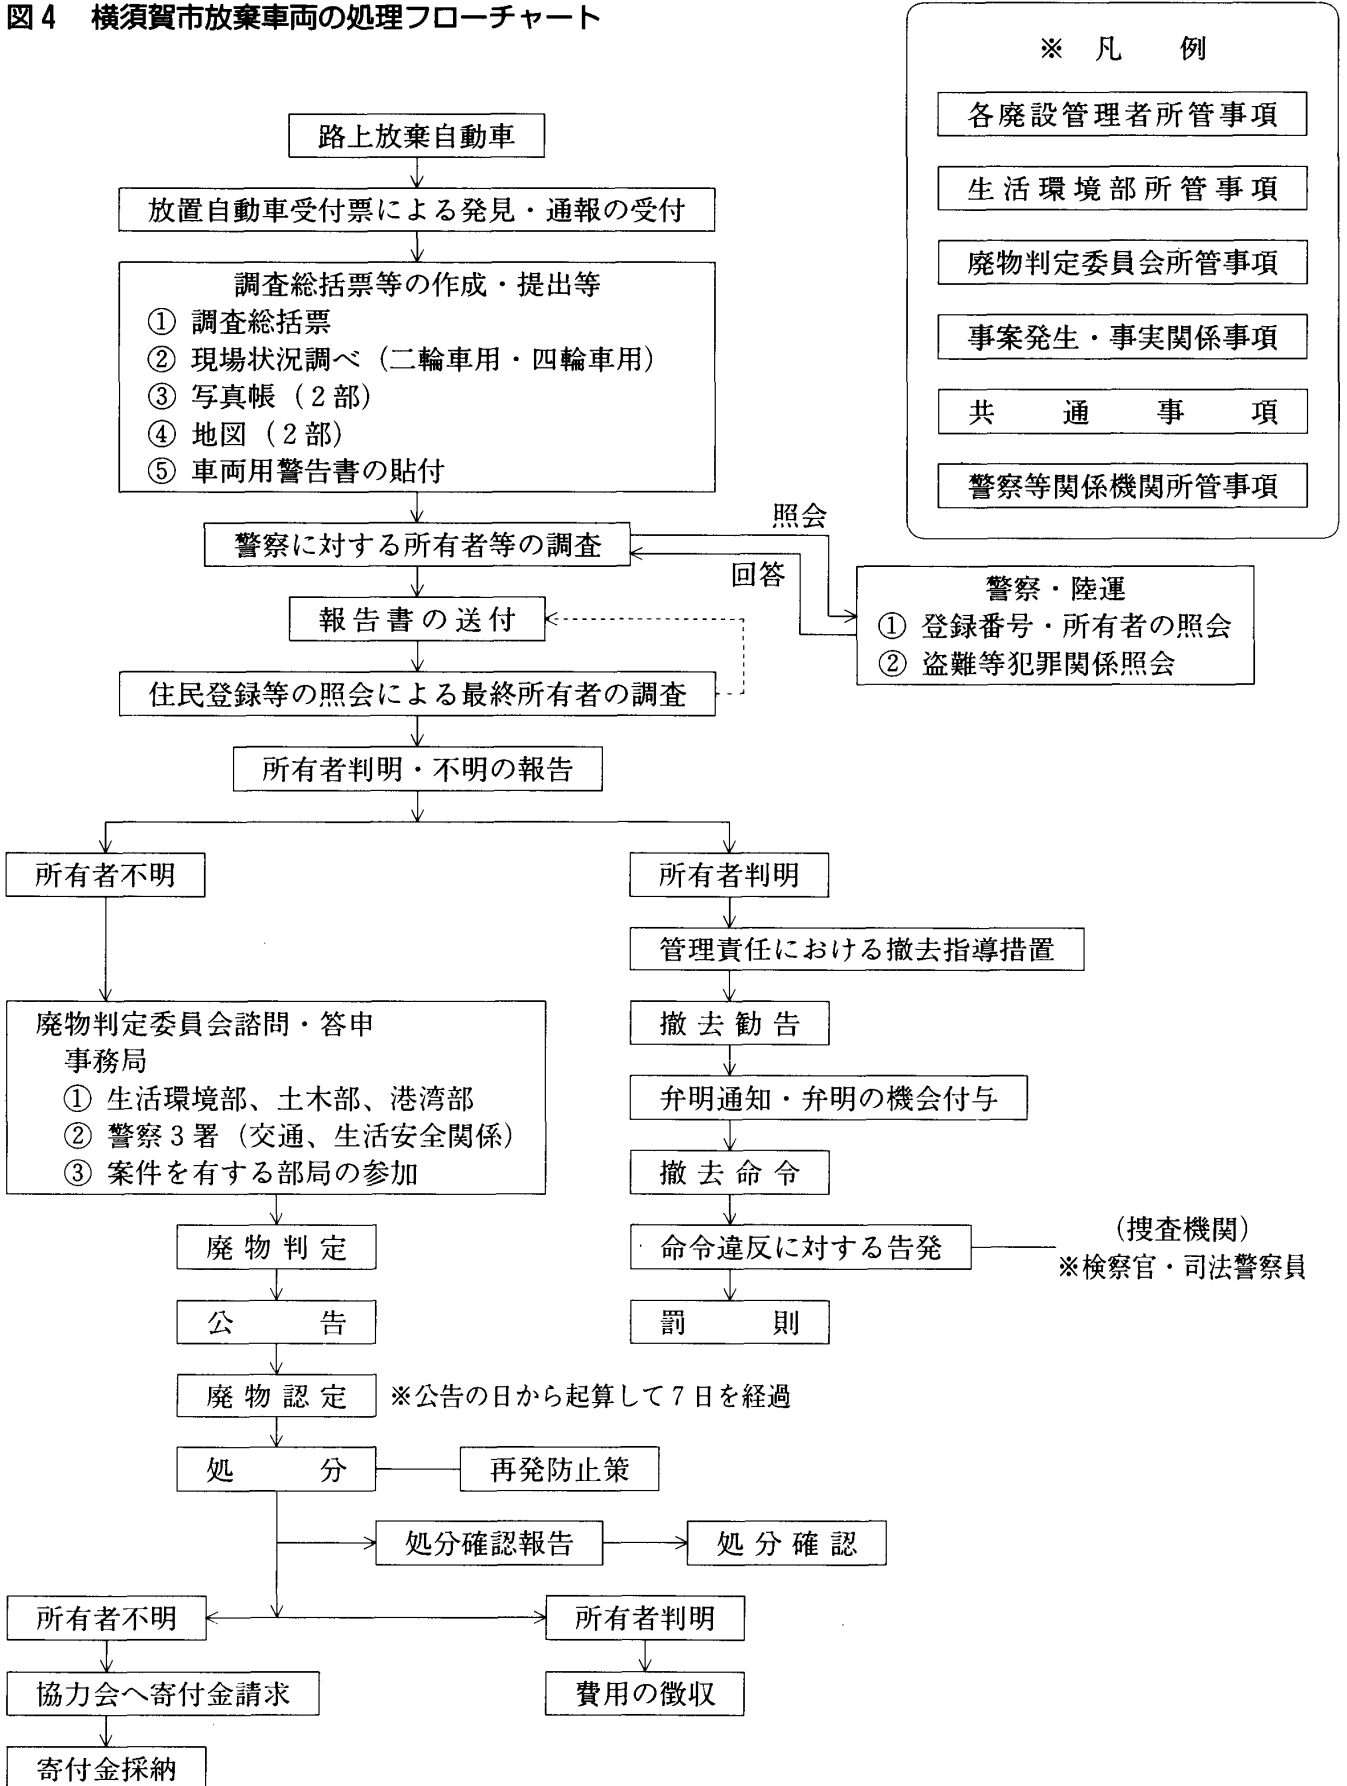 図4 横須賀市放棄車両の処理フローチャート
※ 凡 例
各廃設管理者所管事項
生活環境部所管事項
廃物判定委員会所管事項
事案発生・事実関係事項
共通事項
警察等関係機関所管事項
路上放棄自動車
放置自動車受付票による発見・通報の受付
調査総括票等の作成・提出等
① 調査総括票
② 現場状況調べ（二輪車用・四輪車用）
③ 写真帳（2部）
④ 地図（2部）
⑤ 車両用警告書の貼付
警察に対する所有者等の調査
照会
回答
警察・陸運
① 登録番号・所有者の照会
② 盗難等犯罪関係照会
報告書の送付
住民登録等の照会による最終所有者の調査
所有者判明・不明の報告
所有者不明
所有者判明
管理責任における撤去指導措置
撤去勧告
弁明通知・弁明の機会付与
撤去命令
命令違反に対する告発
（捜査機関）
※検察官・司法警察員
罰則
廃物判定委員会諮問・答申
事務局
① 生活環境部、土木部、港湾部
② 警察3署（交通、生活安全関係）
③ 案件を有する部局の参加
廃物判定
公告
廃物認定 ※公告の日から起算して7日を経過
処分
再発防止策
処分確認報告
処分確認
所有者不明
所有者判明
協力会へ寄付金請求
費用の徴収
寄付金採納